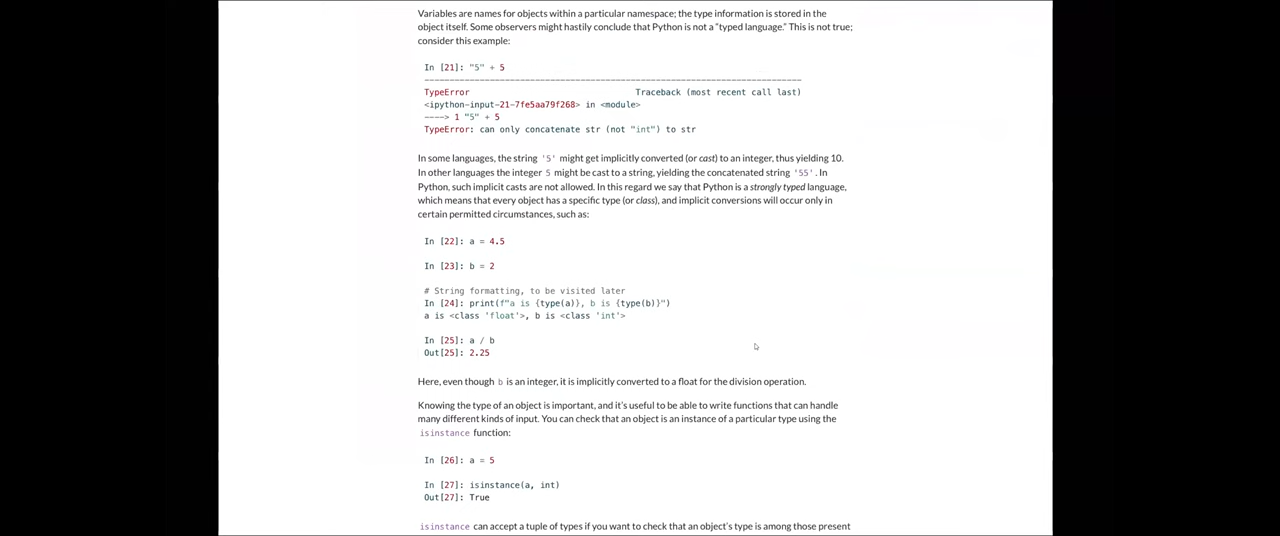 Variables are names for objects within a particular namespace; the type information is stored in the
object itself. Some observers might hastily conclude that Python is not a “typed language.” This is not true;
consider this example:
In [21]: "5" + 5
---------------------------------------------------------------------------
TypeError Traceback (most recent call last)
<ipython-input-21-7fe5aa79f268> in <module>
----> 1 "5" + 5
TypeError: can only concatenate str (not "int") to str
In some languages, the string '5' might get implicitly converted (or cast) to an integer, thus yielding 10.
In other languages the integer 5 might be cast to a string, yielding the concatenated string '55'. In
Python, such implicit casts are not allowed. In this regard we say that Python is a strongly typed language,
which means that every object has a specific type (or class), and implicit conversions will occur only in
certain permitted circumstances, such as:
In [22]: a = 4.5
In [23]: b = 2
# String formatting, to be visited later
In [24]: print(f"a is {type(a)}, b is {type(b)}")
a is <class 'float'>, b is <class 'int'>
In [25]: a / b
Out[25]: 2.25
Here, even though b is an integer, it is implicitly converted to a float for the division operation.
Knowing the type of an object is important, and it’s useful to be able to write functions that can handle
many different kinds of input. You can check that an object is an instance of a particular type using the
isinstance function:
In [26]: a = 5
In [27]: isinstance(a, int)
Out[27]: True
isinstance can accept a tuple of types if you want to check that an object’s type is among those present